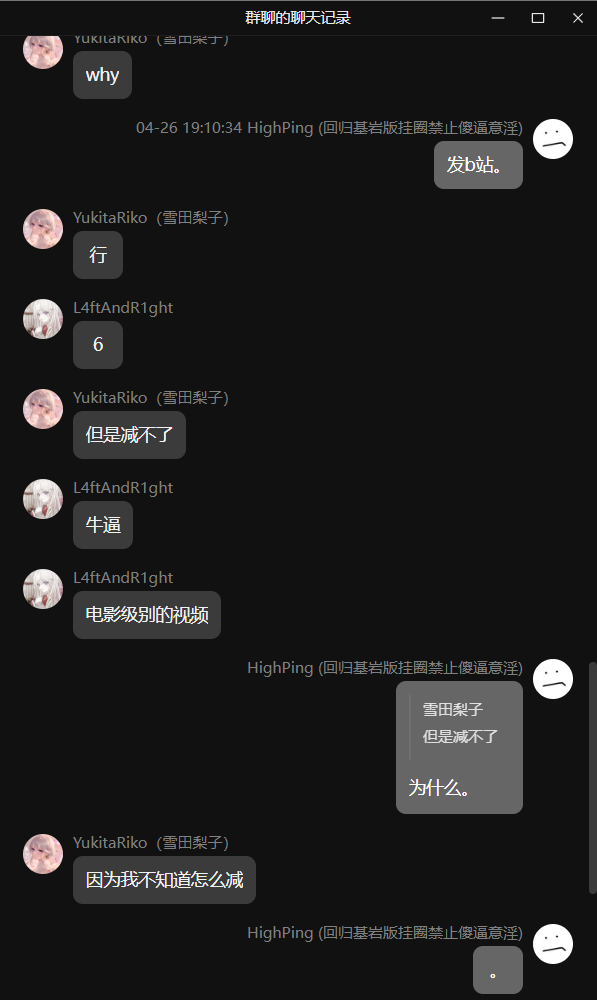 群聊的聊天记录
YukitaRiko（雪田梨子）
why
04-26 19:10:34 HighPing (回归基岩版挂圈禁止傻逼意淫)
发b站。
YukitaRiko（雪田梨子）
行
L4ftAndR1ght
6
YukitaRiko（雪田梨子）
但是减不了
L4ftAndR1ght
牛逼
L4ftAndR1ght
电影级别的视频
HighPing (回归基岩版挂圈禁止傻逼意淫)
雪田梨子
但是减不了
为什么。
YukitaRiko（雪田梨子）
因为我不知道怎么减
HighPing (回归基岩版挂圈禁止傻逼意淫)
。